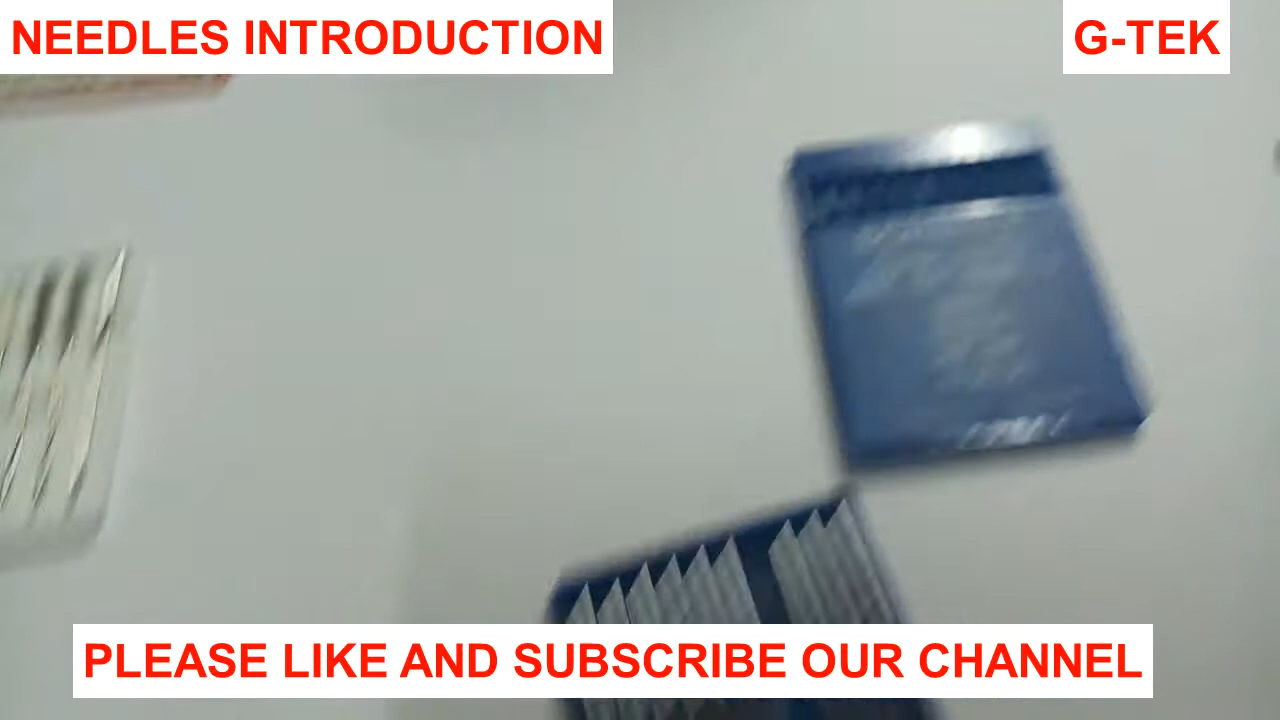 NEEDLES INTRODUCTION
G-TEK
PLEASE LIKE AND SUBSCRIBE OUR CHANNEL